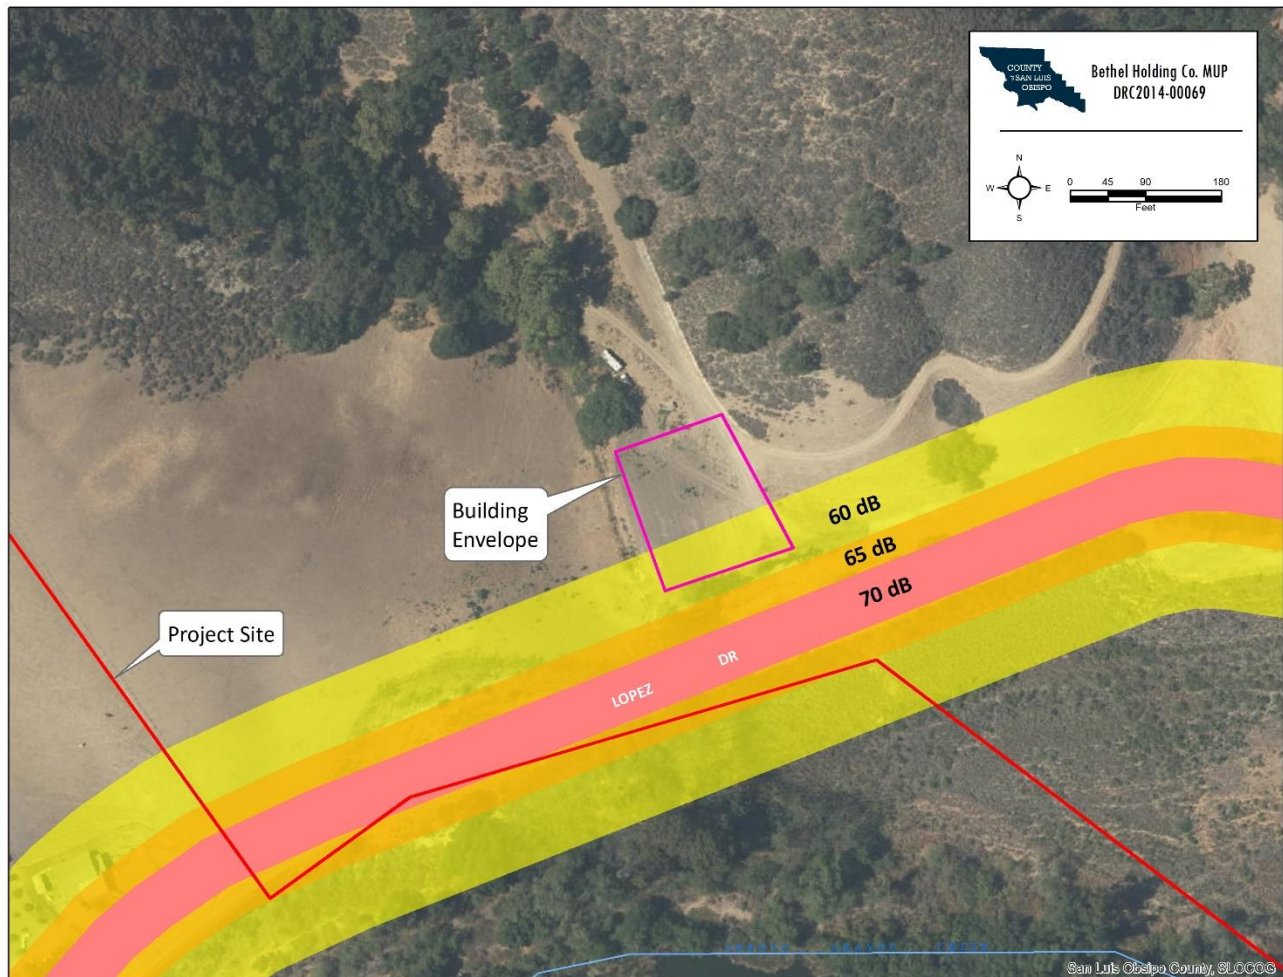 COUNTY
SAN LUIS
OBISPO
Bethel Holding Co. MUP
DRC2014-00069
N
W
E
S
0 45 90 180
Feet
Building
Envelope
60 dB
65 dB
70 dB
Project Site
LOPEZ DR
San Luis Obispo County, SLOCOG